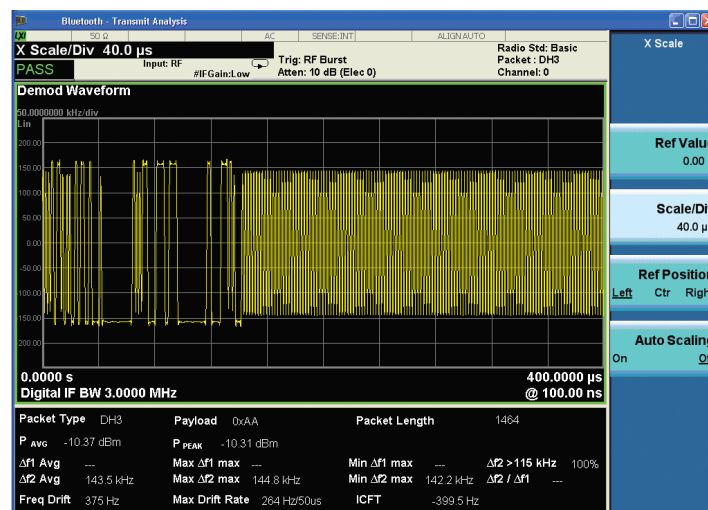 Bluetooth - Transmit Analysis
LXI 50 Ω AC SENSE:INT ALIGN AUTO
X Scale/Div 40.0 µs
PASS
Input: RF
#IFGain:Low
Trig: RF Burst
Atten: 10 dB (Elec 0)
Radio Std: Basic
Packet : DH3
Channel: 0
Demod Waveform
50.0000000 kHz/div
Lin
200.00
150.00
100.00
50.00
0.00
-50.00
-100.00
-150.00
-200.00
0.0000 s 400.0000 µs
Digital IF BW 3.0000 MHz @ 100.00 ns
Packet Type DH3 Payload 0xAA Packet Length 1464
P AVG -10.37 dBm P PEAK -10.31 dBm
Δf1 Avg --- Max Δf1 max --- Min Δf1 max --- Δf2 >115 kHz 100%
Δf2 Avg 143.5 kHz Max Δf2 max 144.8 kHz Min Δf2 max 142.2 kHz Δf2 / Δf1 ---
Freq Drift 375 Hz Max Drift Rate 264 Hz/50us ICFT -399.5 Hz
X Scale
Ref Value
0.00
Scale/Di
40.0 µ
Ref Position
Left Ctr Righ
Auto Scaling
On O